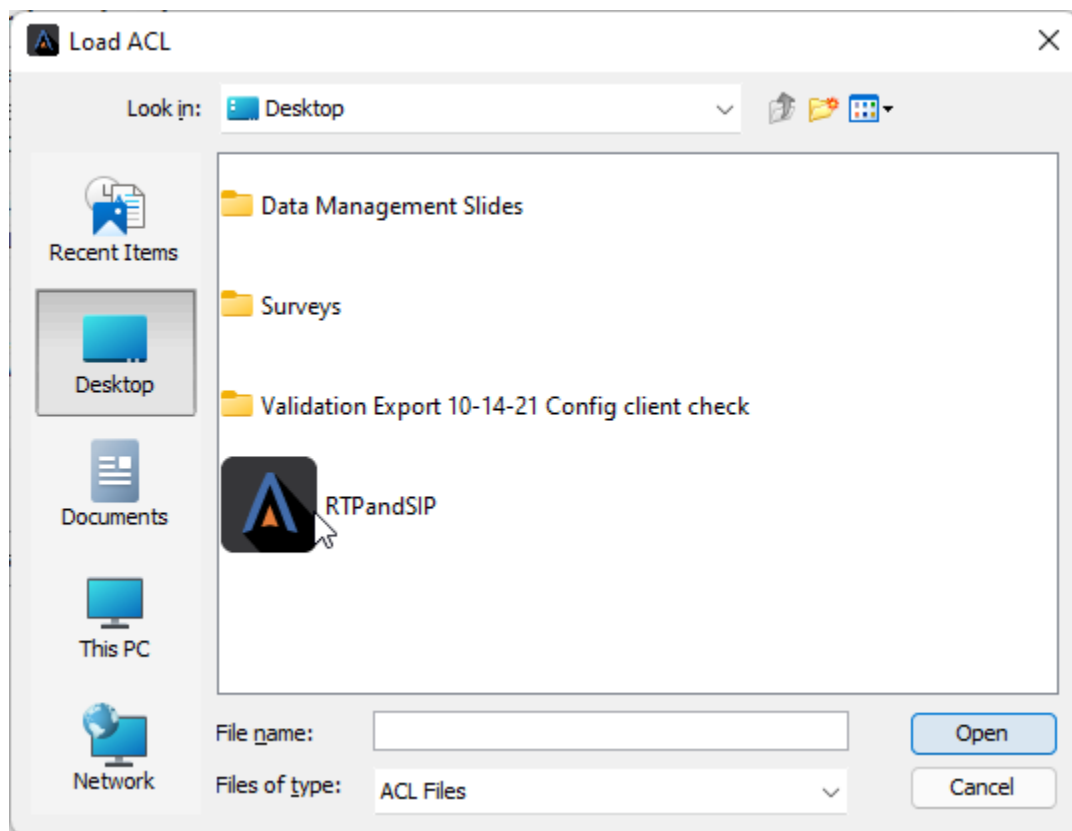 Load ACL
Look in:
Desktop
Recent Items
Desktop
Documents
This PC
Network
Data Management Slides
Surveys
Validation Export 10-14-21 Config client check
RTPandSIP
File name:
Open
Files of type:
ACL Files
Cancel